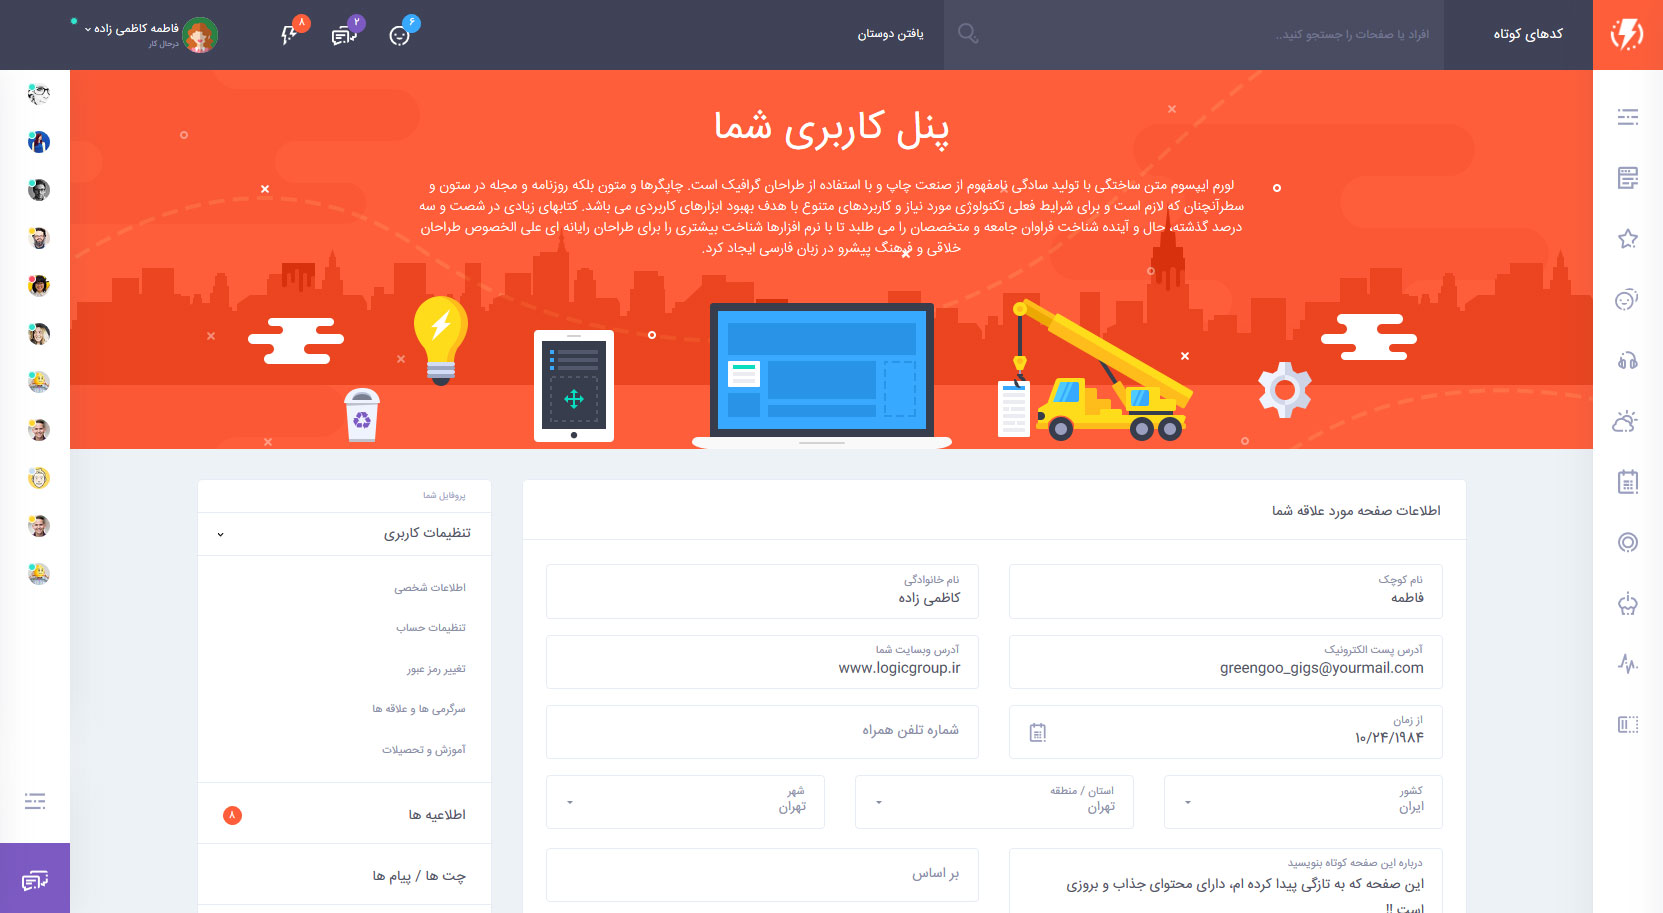 کدهای کوتاه
افراد یا صفحات را جستجو کنید..
یافتن دوستان
۶
۲
۸
فاطمه کاظمی زاده
درحال کار
پنل کاربری شما
لورم ایپسوم متن ساختگی با تولید سادگی نامفهوم از صنعت چاپ و با استفاده از طراحان گرافیک است. چاپگرها و متون بلکه روزنامه و مجله در ستون و
سطرآنچنان که لازم است و برای شرایط فعلی تکنولوژی مورد نیاز و کاربردهای متنوع با هدف بهبود ابزارهای کاربردی می باشد. کتابهای زیادی در شصت و سه
درصد گذشته، حال و آینده شناخت فراوان جامعه و متخصصان را می طلبد تا با نرم افزارها شناخت بیشتری را برای طراحان رایانه ای علی الخصوص طراحان
خلاقی و فرهنگ پیشرو در زبان فارسی ایجاد کرد.
اطلاعات صفحه مورد علاقه شما
نام کوچک
فاطمه
نام خانوادگی
کاظمی زاده
آدرس پست الکترونیک
greengoo_gigs@yourmail.com
آدرس وبسایت شما
www.logicgroup.ir
از زمان
۱۰/۲۴/۱۹۸۴
شماره تلفن همراه
کشور
ایران
استان / منطقه
تهران
شهر
تهران
درباره این صفحه کوتاه بنویسید
این صفحه که به تازگی پیدا کرده ام، دارای محتوای جذاب و بروزی
است !!
بر اساس
پروفایل شما
تنظیمات کاربری
اطلاعات شخصی
تنظیمات حساب
تغییر رمز عبور
سرگرمی ها و علاقه ها
آموزش و تحصیلات
اطلاعیه ها
۸
چت ها / پیام ها